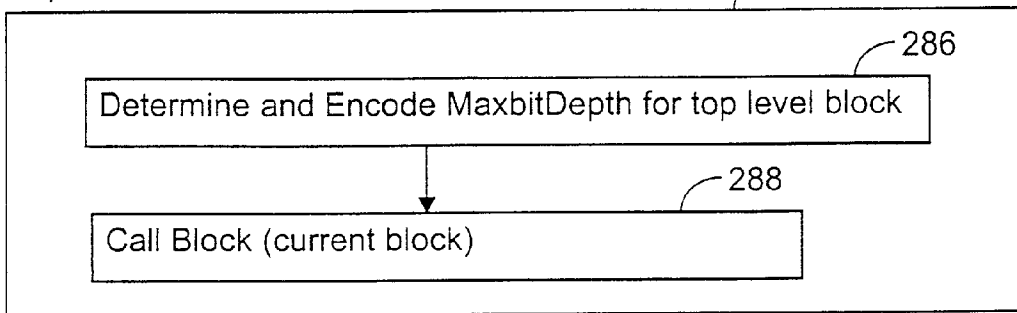 286
Determine and Encode MaxbitDepth for top level block
288
Call Block (current block)